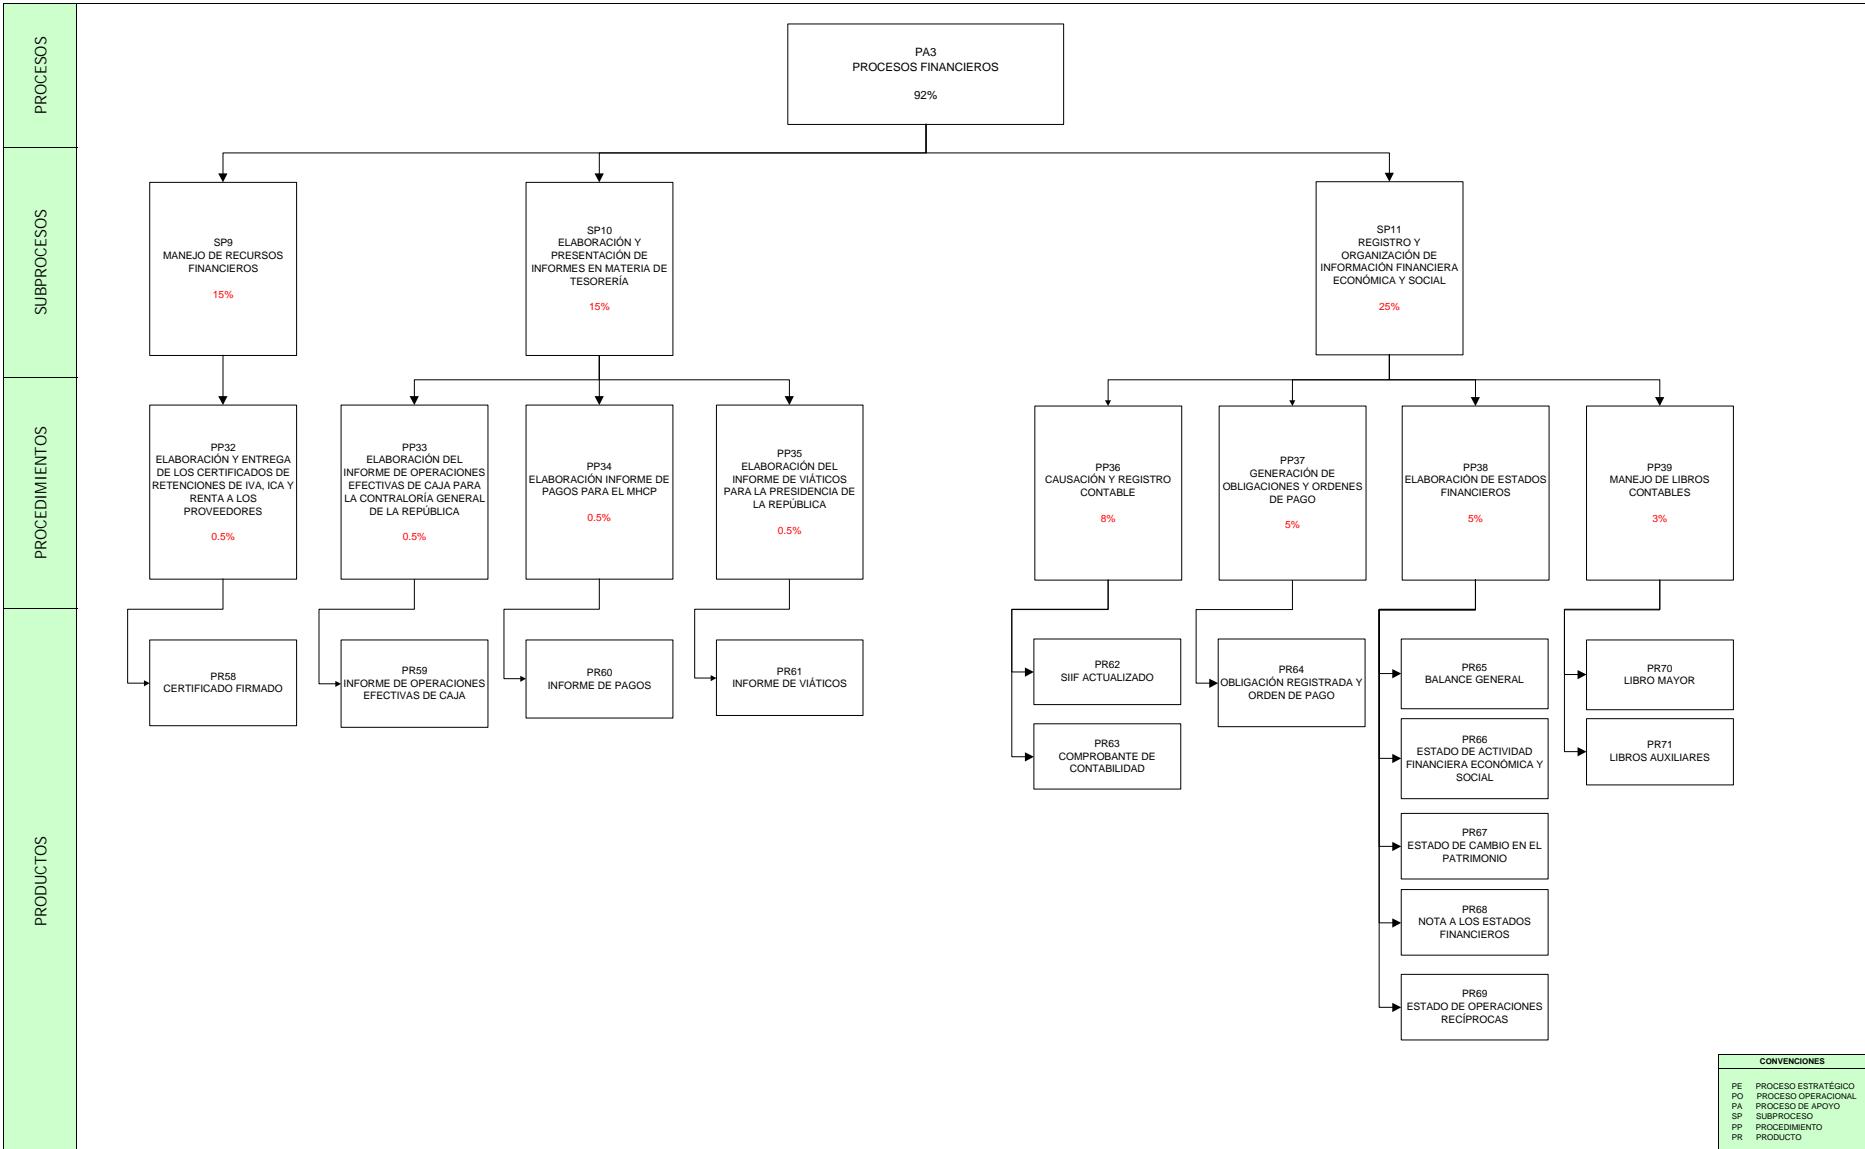 PROCESOS
PA3
PROCESOS FINANCIEROS
92%
SUBPROCESOS
SP9
MANEJO DE RECURSOS
FINANCIEROS
15%
SP10
ELABORACIÓN Y
PRESENTACIÓN DE
INFORMES EN MATERIA DE
TESORERÍA
15%
SP11
REGISTRO Y
ORGANIZACIÓN DE
INFORMACIÓN FINANCIERA
ECONÓMICA Y SOCIAL
25%
PROCEDIMIENTOS
PP32
ELABORACIÓN Y ENTREGA
DE LOS CERTIFICADOS DE
RETENCIONES DE IVA, ICA Y
RENTA A LOS
PROVEEDORES
0.5%
PP33
ELABORACIÓN DEL
INFORME DE OPERACIONES
EFECTIVAS DE CAJA PARA
LA CONTRALORÍA GENERAL
DE LA REPÚBLICA
0.5%
PP34
ELABORACIÓN INFORME DE
PAGOS PARA EL MHCP
0.5%
PP35
ELABORACIÓN DEL
INFORME DE VIÁTICOS
PARA LA PRESIDENCIA DE
LA REPÚBLICA
0.5%
PP36
CAUSACIÓN Y REGISTRO
CONTABLE
8%
PP37
GENERACIÓN DE
OBLIGACIONES Y ORDENES
DE PAGO
5%
PP38
ELABORACIÓN DE ESTADOS
FINANCIEROS
5%
PP39
MANEJO DE LIBROS
CONTABLES
3%
PRODUCTOS
PR58
CERTIFICADO FIRMADO
PR59
INFORME DE OPERACIONES
EFECTIVAS DE CAJA
PR60
INFORME DE PAGOS
PR61
INFORME DE VIÁTICOS
PR62
SIIF ACTUALIZADO
PR63
COMPROBANTE DE
CONTABILIDAD
PR64
OBLIGACIÓN REGISTRADA Y
ORDEN DE PAGO
PR65
BALANCE GENERAL
PR66
ESTADO DE ACTIVIDAD
FINANCIERA ECONÓMICA Y
SOCIAL
PR67
ESTADO DE CAMBIO EN EL
PATRIMONIO
PR68
NOTA A LOS ESTADOS
FINANCIEROS
PR69
ESTADO DE OPERACIONES
RECÍPROCAS
PR70
LIBRO MAYOR
PR71
LIBROS AUXILIARES
CONVENCIONES
PE PROCESO ESTRATÉGICO
PO PROCESO OPERACIONAL
PA PROCESO DE APOYO
SP SUBPROCESO
PP PROCEDIMIENTO
PR PRODUCTO